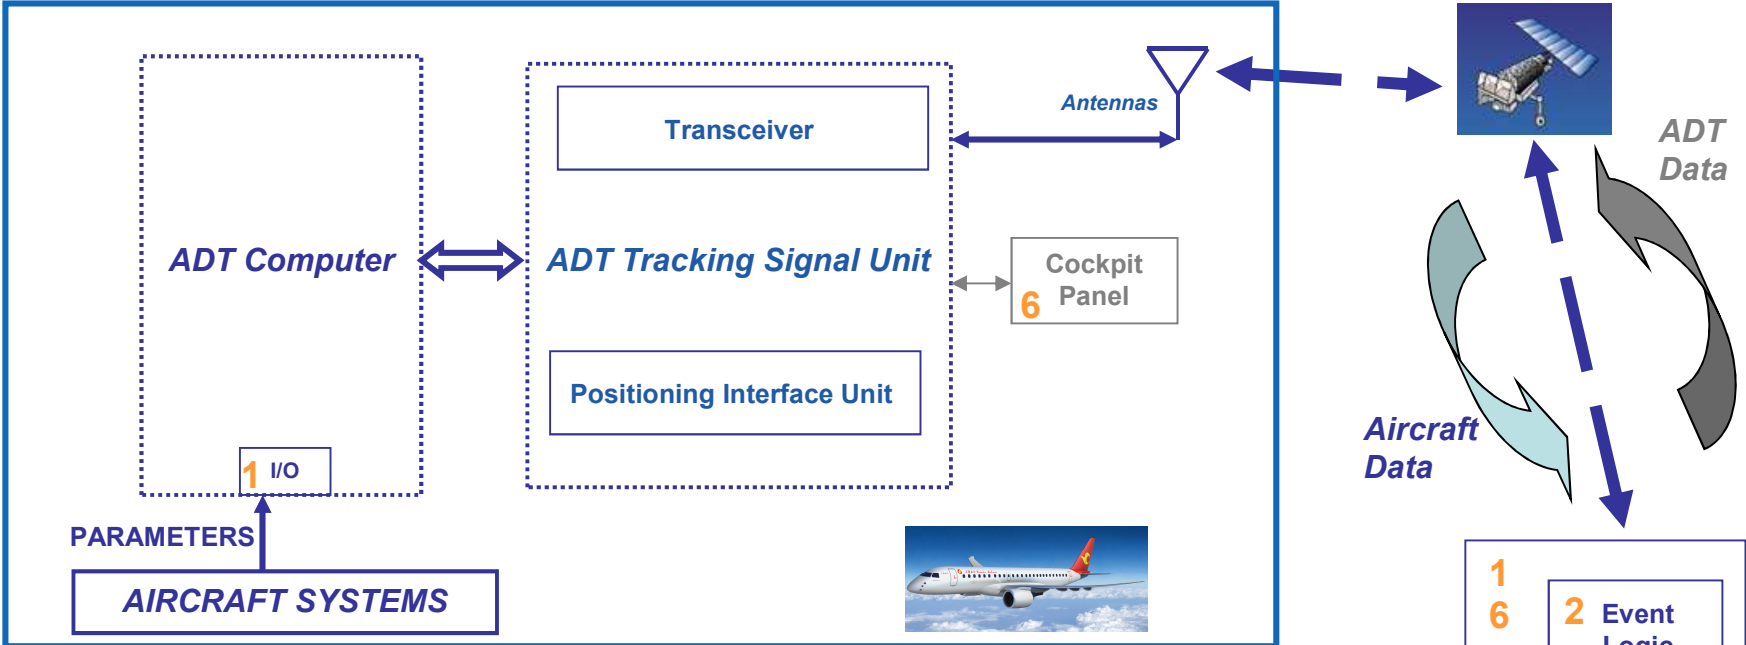 Transceiver
Antennas
ADT
Data
ADT Computer
ADT Tracking Signal Unit
Cockpit
6 Panel
Positioning Interface Unit
Aircraft
Data
1 I/O
PARAMETERS
AIRCRAFT SYSTEMS
1
6
2 Event
Logic